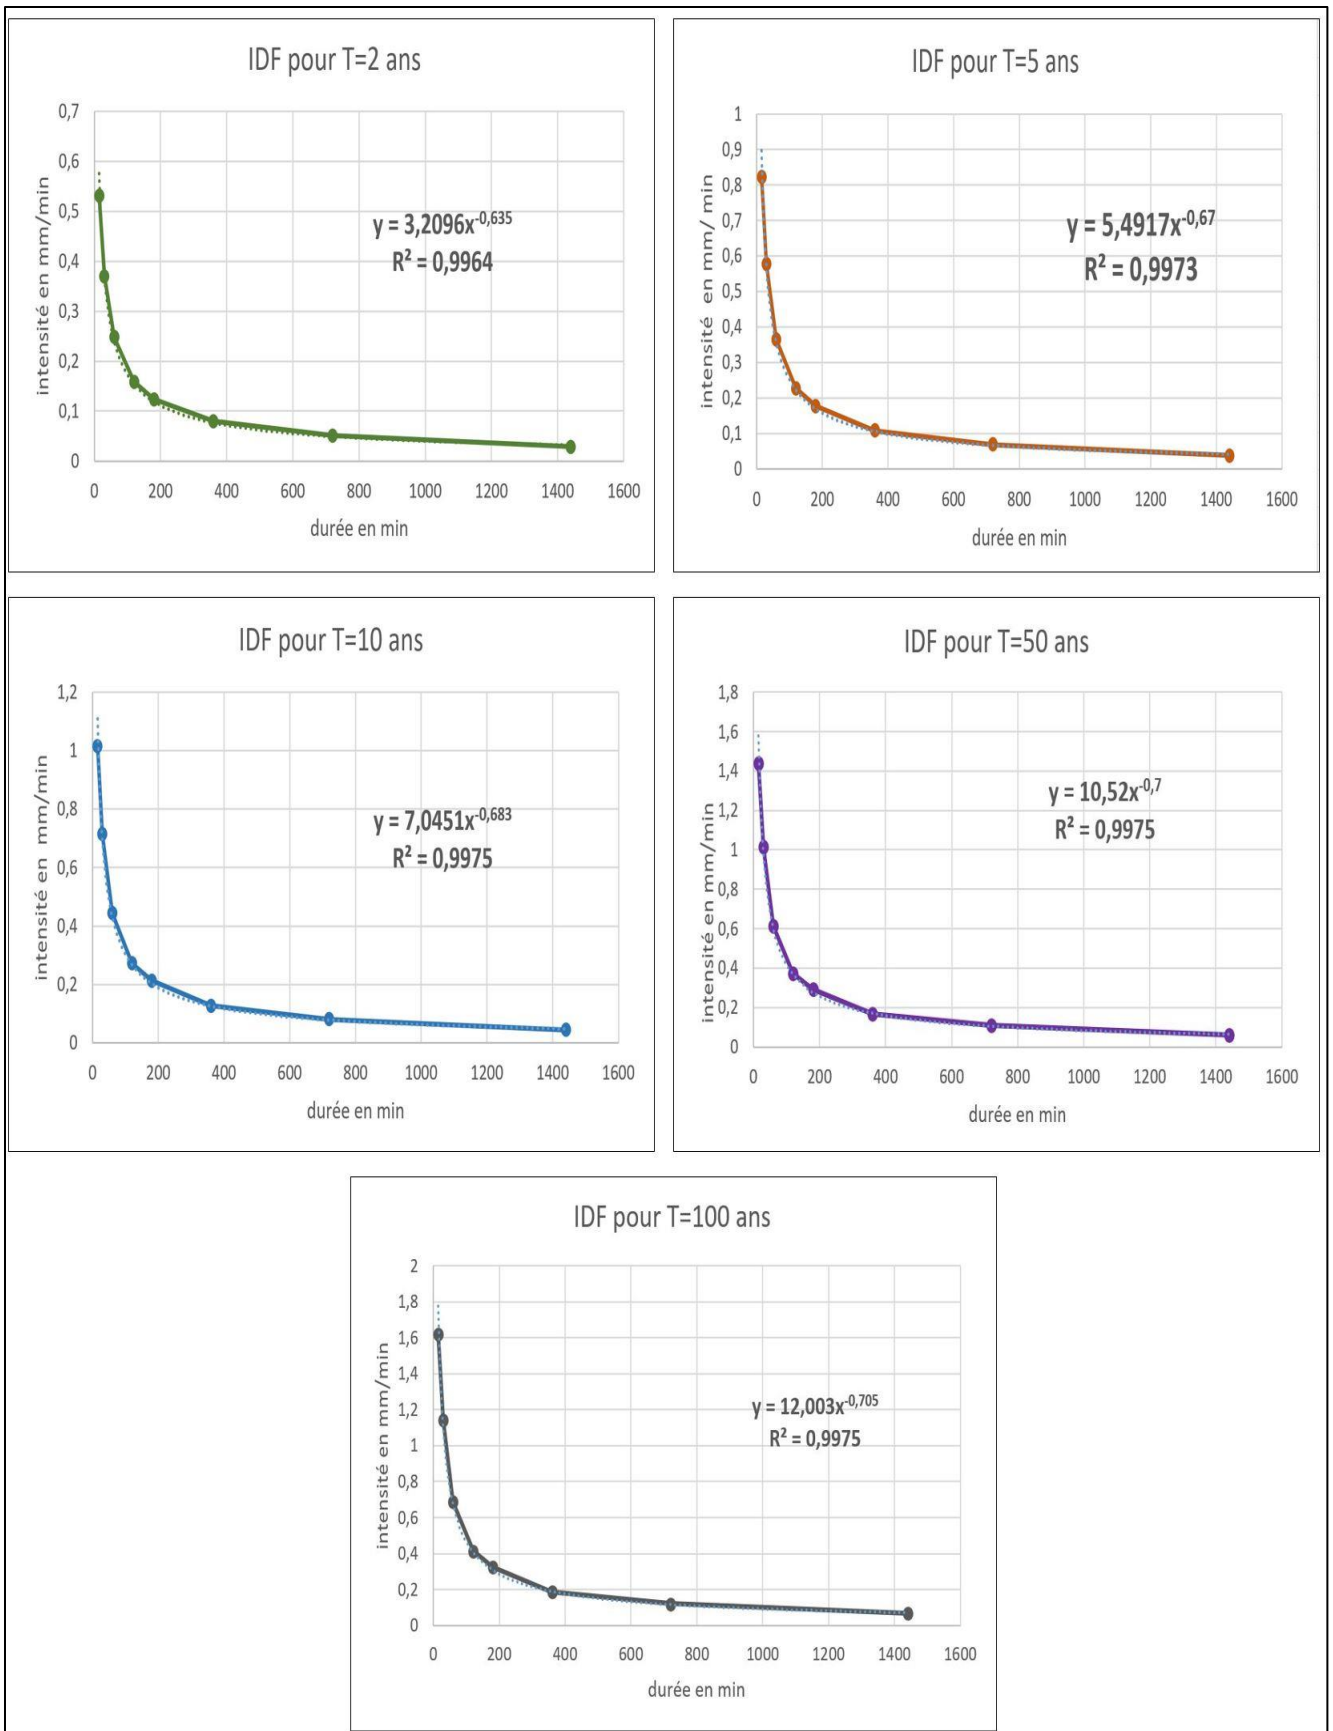 IDF pour T=2 ans
0,7
0,6
0,5
0,4
0,3
0,2
0,1
0
intensité en mm/min
y = 3,2096x^-0,635
R² = 0,9964
0 200 400 600 800 1000 1200 1400 1600
durée en min
IDF pour T=5 ans
1
0,9
0,8
0,7
0,6
0,5
0,4
0,3
0,2
0,1
0
intensité en mm/ min
y = 5,4917x^-0,67
R² = 0,9973
0 200 400 600 800 1000 1200 1400 1600
durée en min
IDF pour T=10 ans
1,2
1
0,8
0,6
0,4
0,2
0
intensité en mm/min
y = 7,0451x^-0,683
R² = 0,9975
0 200 400 600 800 1000 1200 1400 1600
durée en min
IDF pour T=50 ans
1,8
1,6
1,4
1,2
1
0,8
0,6
0,4
0,2
0
intensité en mm/min
y = 10,52x^-0,7
R² = 0,9975
0 200 400 600 800 1000 1200 1400 1600
durée en min
IDF pour T=100 ans
2
1,8
1,6
1,4
1,2
1
0,8
0,6
0,4
0,2
0
intensité en mm/min
y = 12,003x^-0,705
R² = 0,9975
0 200 400 600 800 1000 1200 1400 1600
durée en min